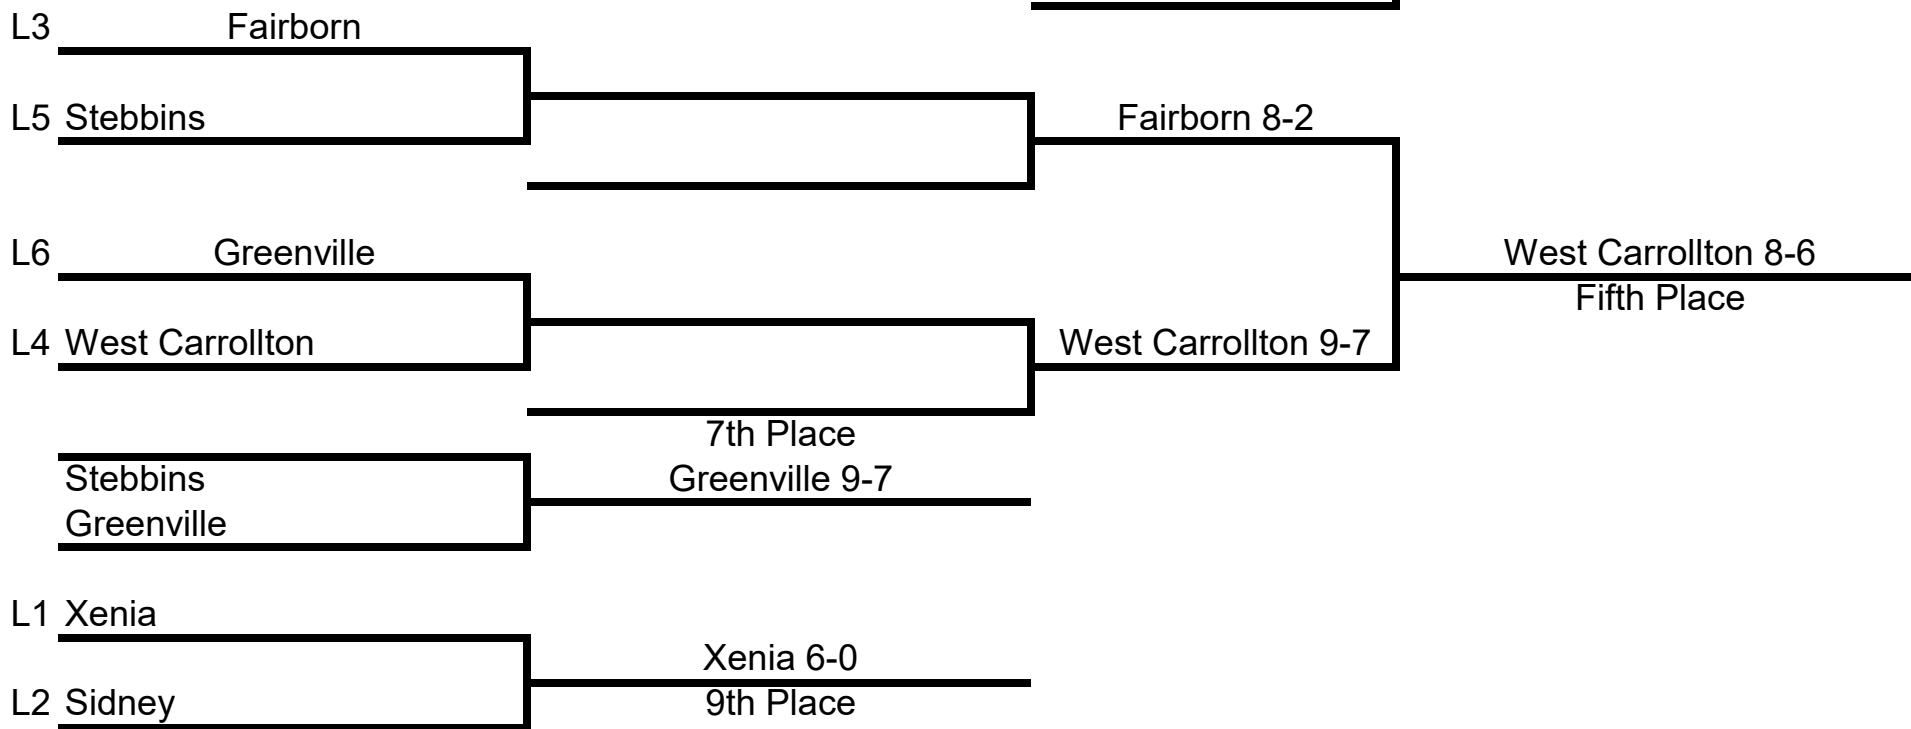 L3 Fairborn
L5 Stebbins
Fairborn 8-2
L6 Greenville
West Carrollton 8-6
Fifth Place
L4 West Carrollton
West Carrollton 9-7
7th Place
Stebbins
Greenville 9-7
Greenville
L1 Xenia
Xenia 6-0
L2 Sidney
9th Place